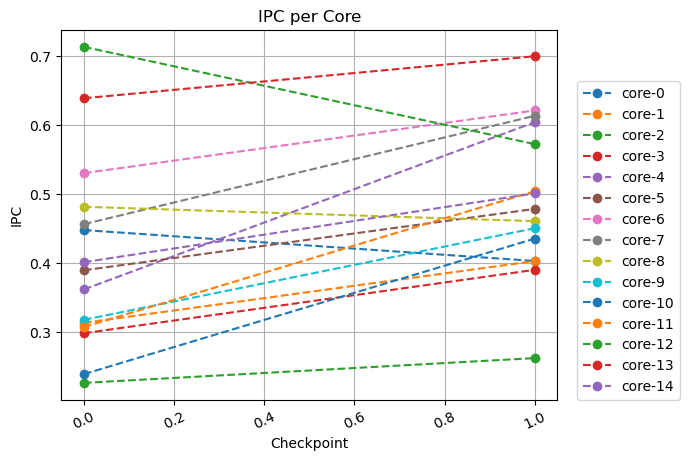 IPC per Core
IPC
0.7
0.6
0.5
0.4
0.3
0.0
0.2
0.4
0.6
0.8
1.0
Checkpoint
core-0
core-1
core-2
core-3
core-4
core-5
core-6
core-7
core-8
core-9
core-10
core-11
core-12
core-13
core-14